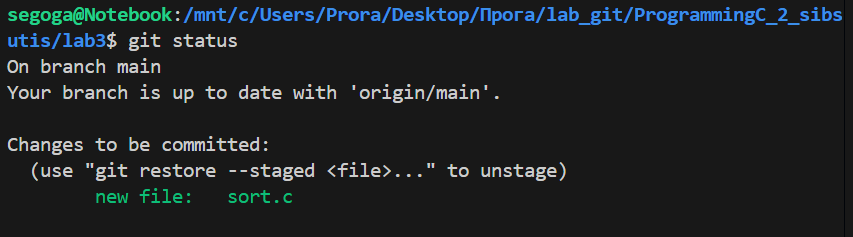 segoga@Notebook:/mnt/c/Users/Prora/Desktop/Прога/lab_git/ProgrammingC_2_sibs
utis/lab3$ git status
On branch main
Your branch is up to date with 'origin/main'.
Changes to be committed:
(use "git restore --staged <file>..." to unstage)
new file: sort.c